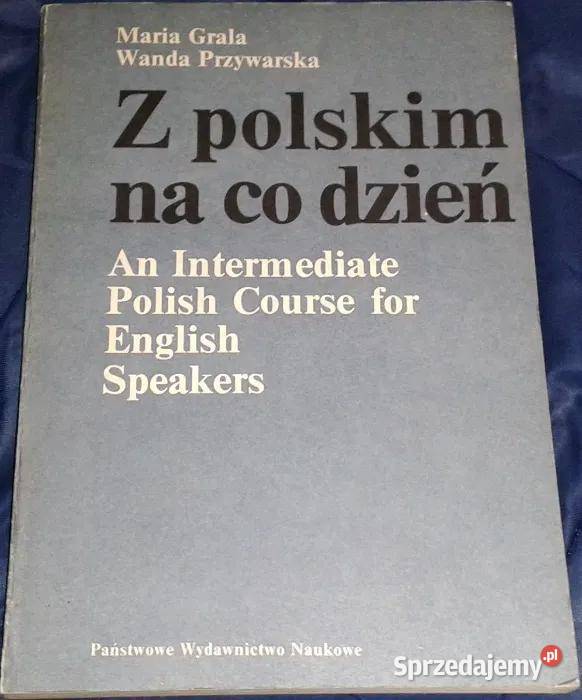 Maria Grala
Wanda Przywarska
Z polskim
na co dzień
An Intermediate
Polish Course for
English
Speakers
Państwowe Wydawnictwo Naukowe
Sprzedajemy.pl